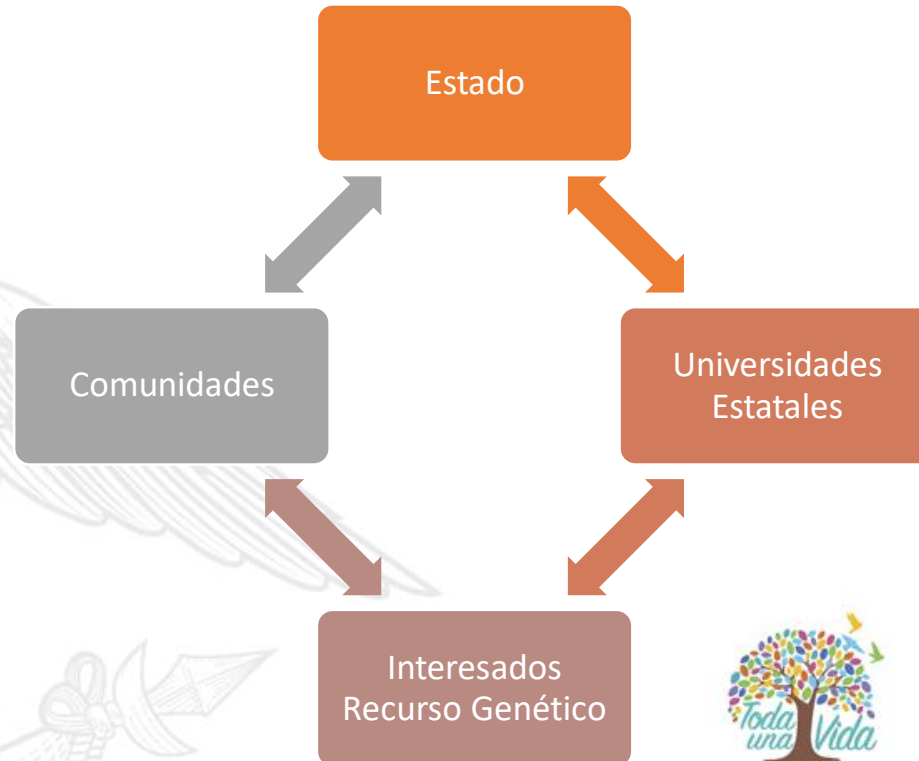 Estado
Comunidades
Universidades
Estatales
Interesados
Recurso Genético
Toda
una Vida